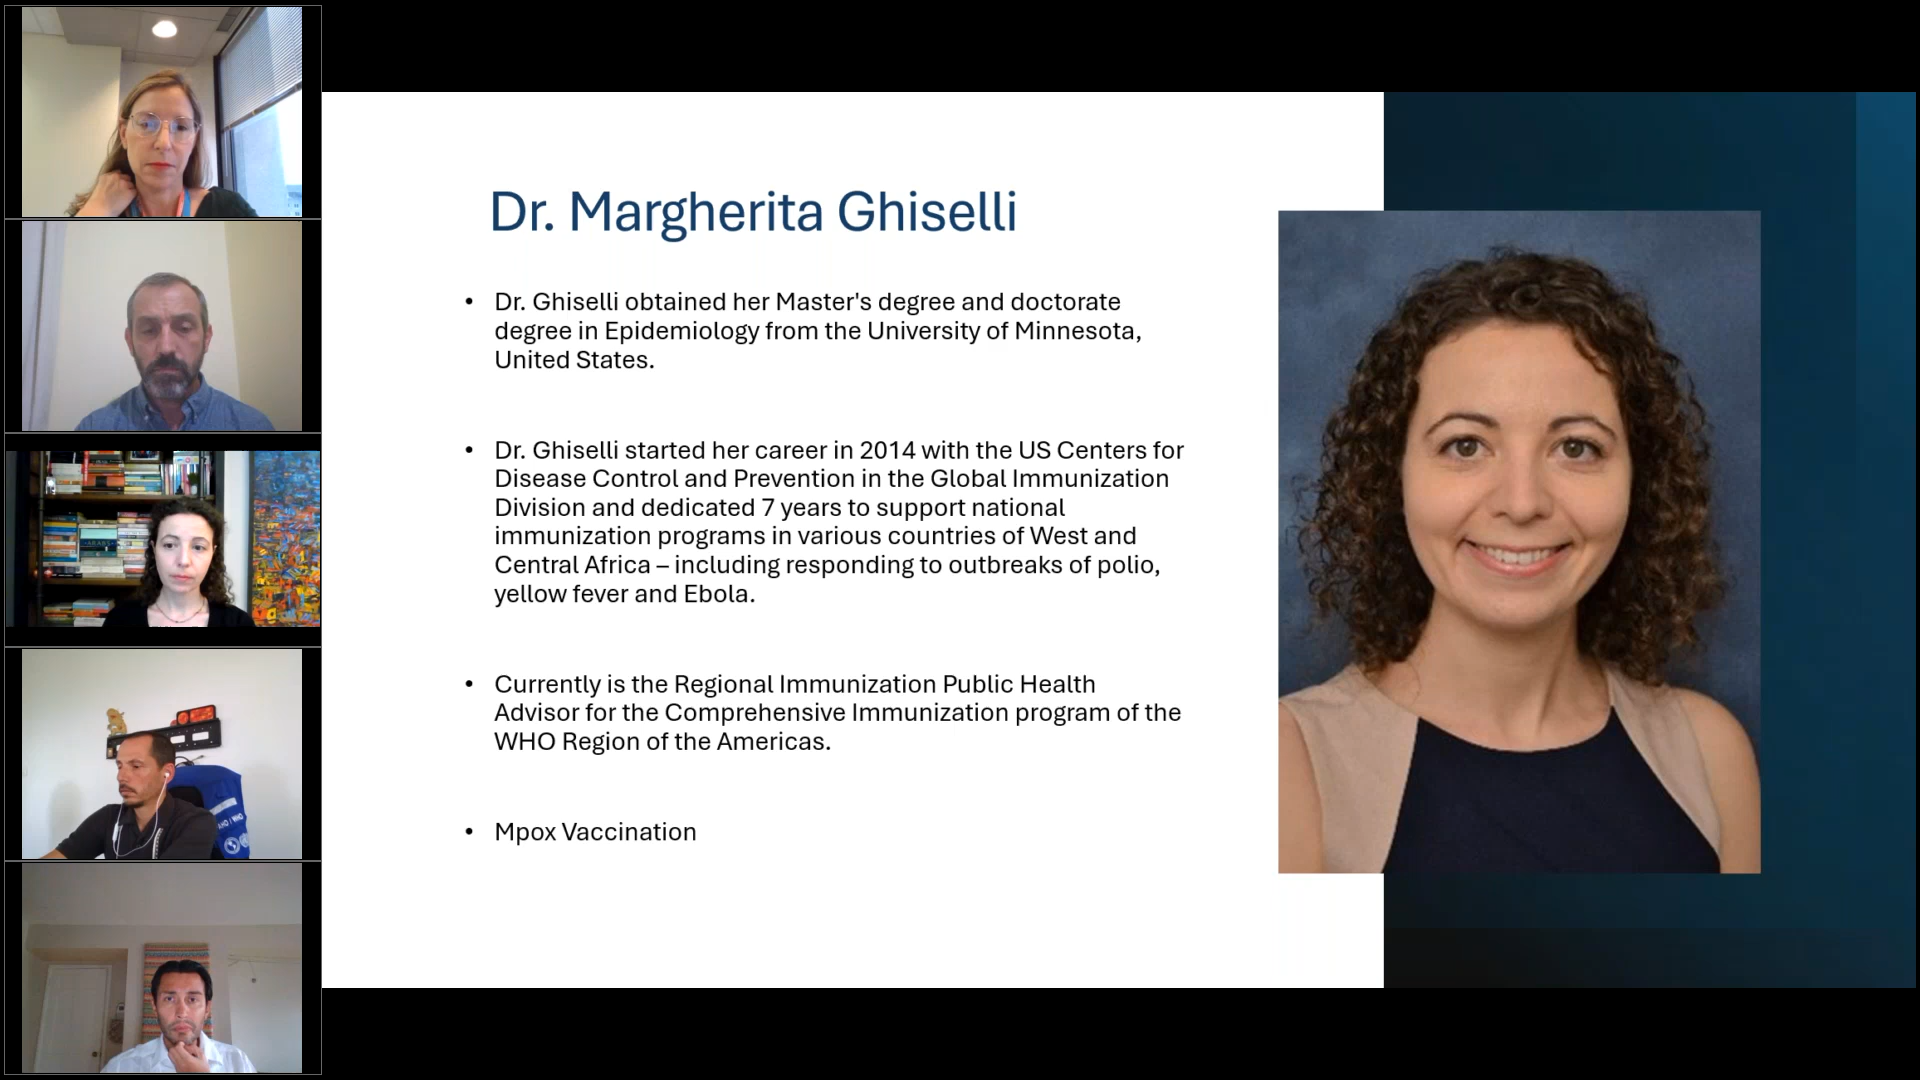 Dr. Margherita Ghiselli
• Dr. Ghiselli obtained her Master's degree and doctorate
degree in Epidemiology from the University of Minnesota,
United States.
• Dr. Ghiselli started her career in 2014 with the US Centers for
Disease Control and Prevention in the Global Immunization
Division and dedicated 7 years to support national
immunization programs in various countries of West and
Central Africa – including responding to outbreaks of polio,
yellow fever and Ebola.
• Currently is the Regional Immunization Public Health
Advisor for the Comprehensive Immunization program of the
WHO Region of the Americas.
• Mpox Vaccination